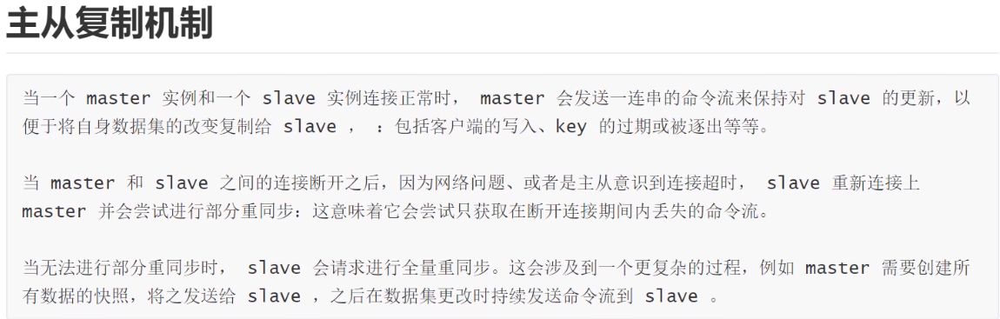 主从复制机制
当一个 master 实例和一个 slave 实例连接正常时， master 会发送一连串的命令流来保持对 slave 的更新，以
便于将自身数据集的改变复制给 slave ， ：包括客户端的写入、key 的过期或被逐出等等。
当 master 和 slave 之间的连接断开之后，因为网络问题、或者是主从意识到连接超时， slave 重新连接上
master 并会尝试进行部分重同步：这意味着它会尝试只获取在断开连接期间内丢失的命令流。
当无法进行部分重同步时， slave 会请求进行全量重同步。这会涉及到一个更复杂的过程，例如 master 需要创建所
有数据的快照，将之发送给 slave ，之后在数据集更改时持续发送命令流到 slave 。